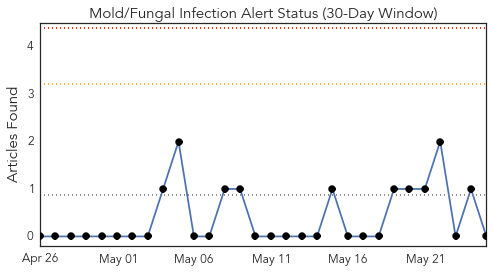 Mold/Fungal Infection Alert Status (30-Day Window)
Articles Found
4
3
2
1
0
Apr 26 May 01 May 06 May 11 May 16 May 21